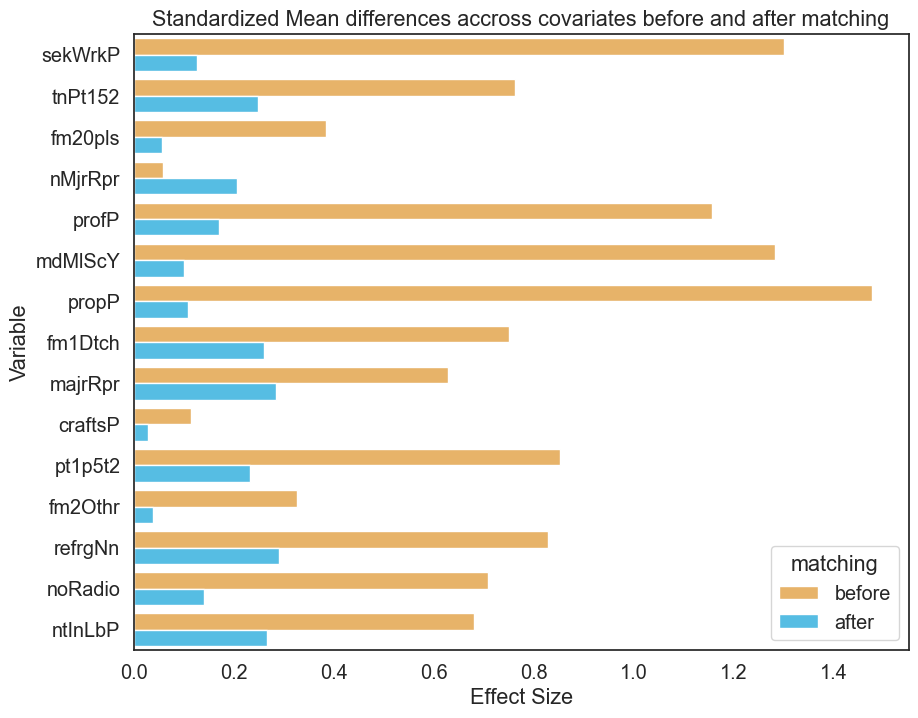 Standardized Mean differences accross covariates before and after matching
sekWrkP
tnPt152
fm20pls
nMjrRpr
profP
mdMlScY
propP
fm1Dtch
majrRpr
craftsP
pt1p5t2
fm2Othr
refrgNn
noRadio
ntInLbP
Variable
matching
before
after
0.0 0.2 0.4 0.6 0.8 1.0 1.2 1.4
Effect Size